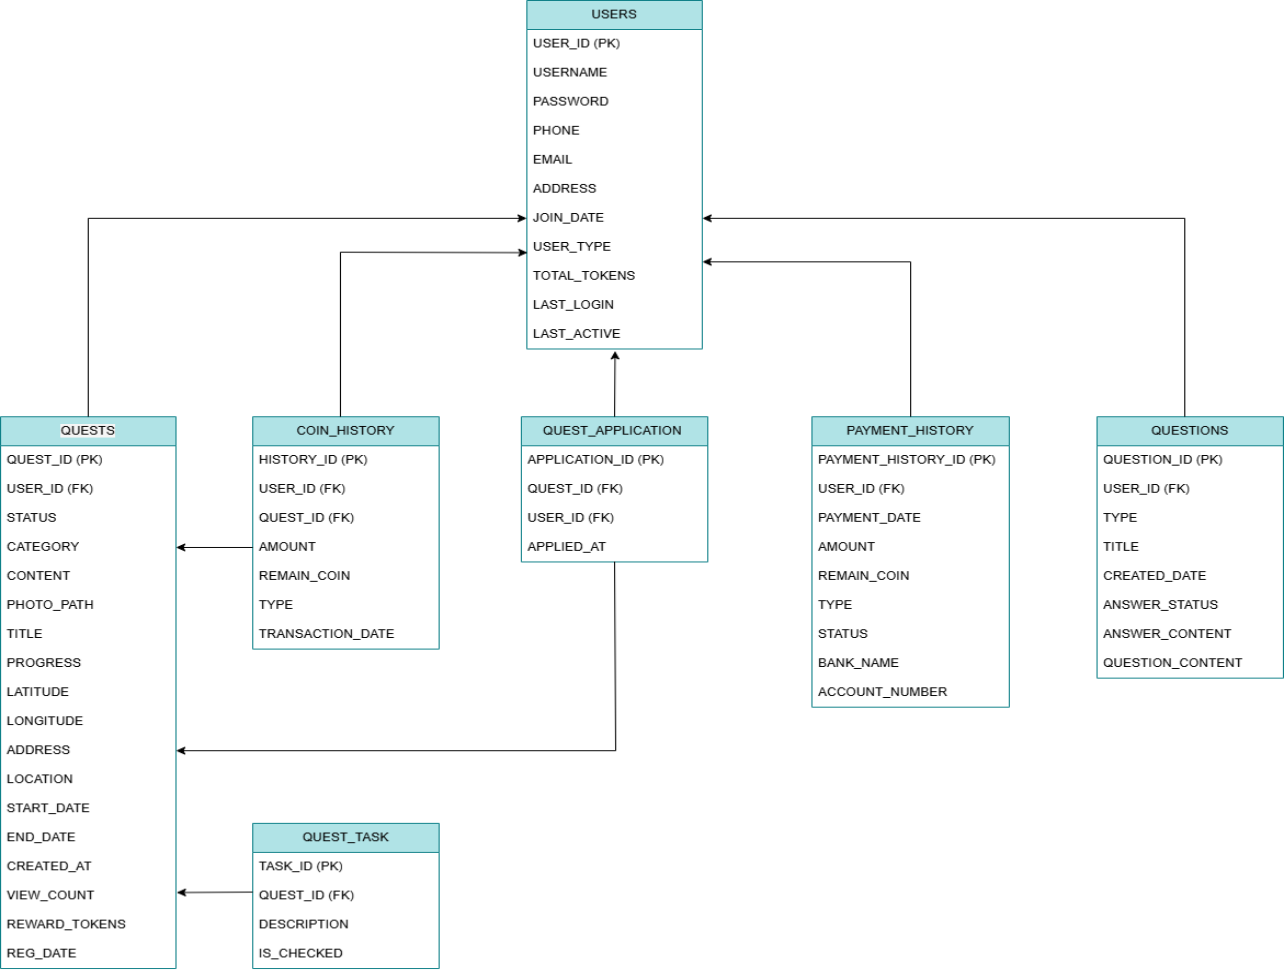 USERS
USER_ID (PK)
USERNAME
PASSWORD
PHONE
EMAIL
ADDRESS
JOIN_DATE
USER_TYPE
TOTAL_TOKENS
LAST_LOGIN
LAST_ACTIVE
QUESTS
QUEST_ID (PK)
USER_ID (FK)
STATUS
CATEGORY
CONTENT
PHOTO_PATH
TITLE
PROGRESS
LATITUDE
LONGITUDE
ADDRESS
LOCATION
START_DATE
END_DATE
CREATED_AT
VIEW_COUNT
REWARD_TOKENS
REG_DATE
COIN_HISTORY
HISTORY_ID (PK)
USER_ID (FK)
QUEST_ID (FK)
AMOUNT
REMAIN_COIN
TYPE
TRANSACTION_DATE
QUEST_APPLICATION
APPLICATION_ID (PK)
QUEST_ID (FK)
USER_ID (FK)
APPLIED_AT
PAYMENT_HISTORY
PAYMENT_HISTORY_ID (PK)
USER_ID (FK)
PAYMENT_DATE
AMOUNT
REMAIN_COIN
TYPE
STATUS
BANK_NAME
ACCOUNT_NUMBER
QUESTIONS
QUESTION_ID (PK)
USER_ID (FK)
TYPE
TITLE
CREATED_DATE
ANSWER_STATUS
ANSWER_CONTENT
QUESTION_CONTENT
QUEST_TASK
TASK_ID (PK)
QUEST_ID (FK)
DESCRIPTION
IS_CHECKED